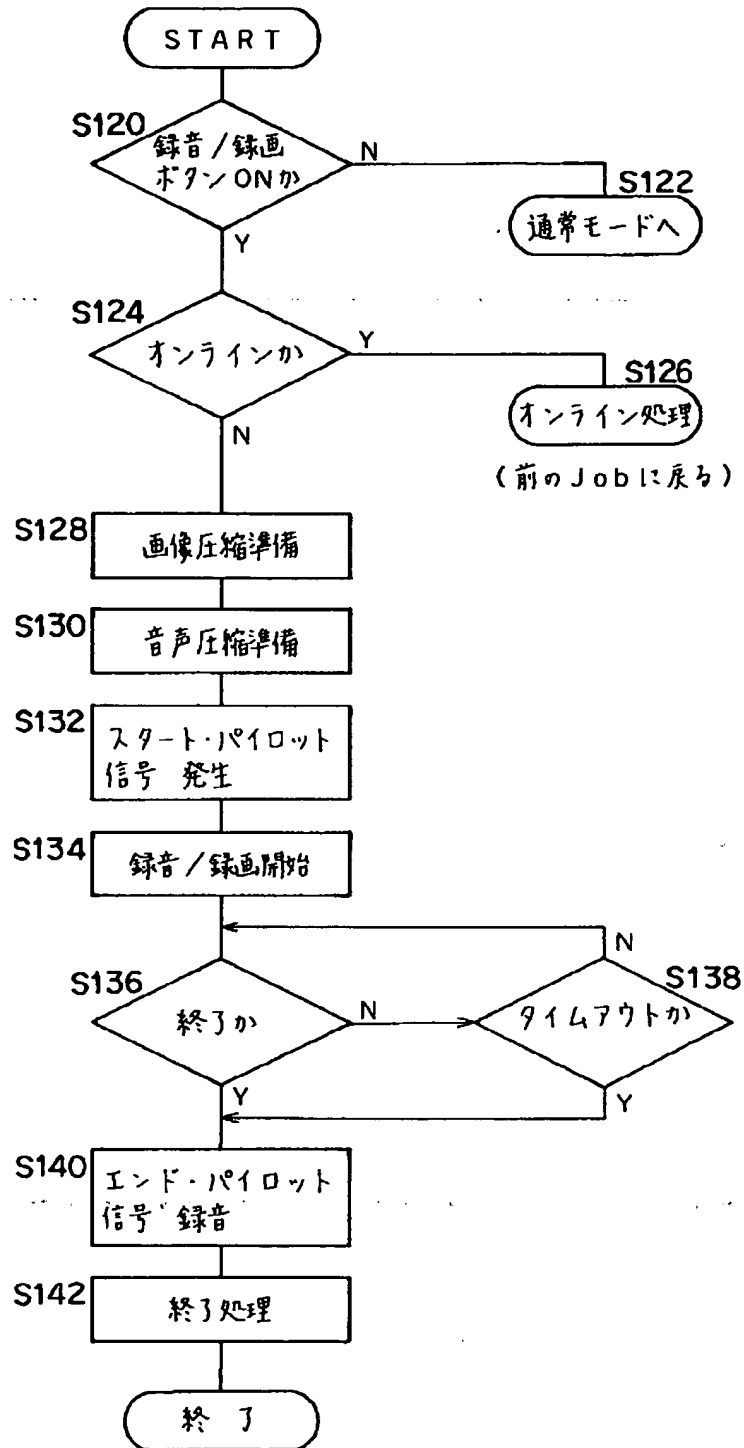 START
S120
録音/録画
ボタンONか
N
S122
通常モードへ
Y
S124
オンラインか
Y
S126
オンライン処理
(前のJobに戻る)
N
S128
画像圧縮準備
S130
音声圧縮準備
S132
スタート・パイロット
信号 発生
S134
録音/録画開始
N
S136
終了か
N
S138
タイムアウトか
Y
Y
S140
エンド・パイロット
信号 録音
S142
終了処理
終了